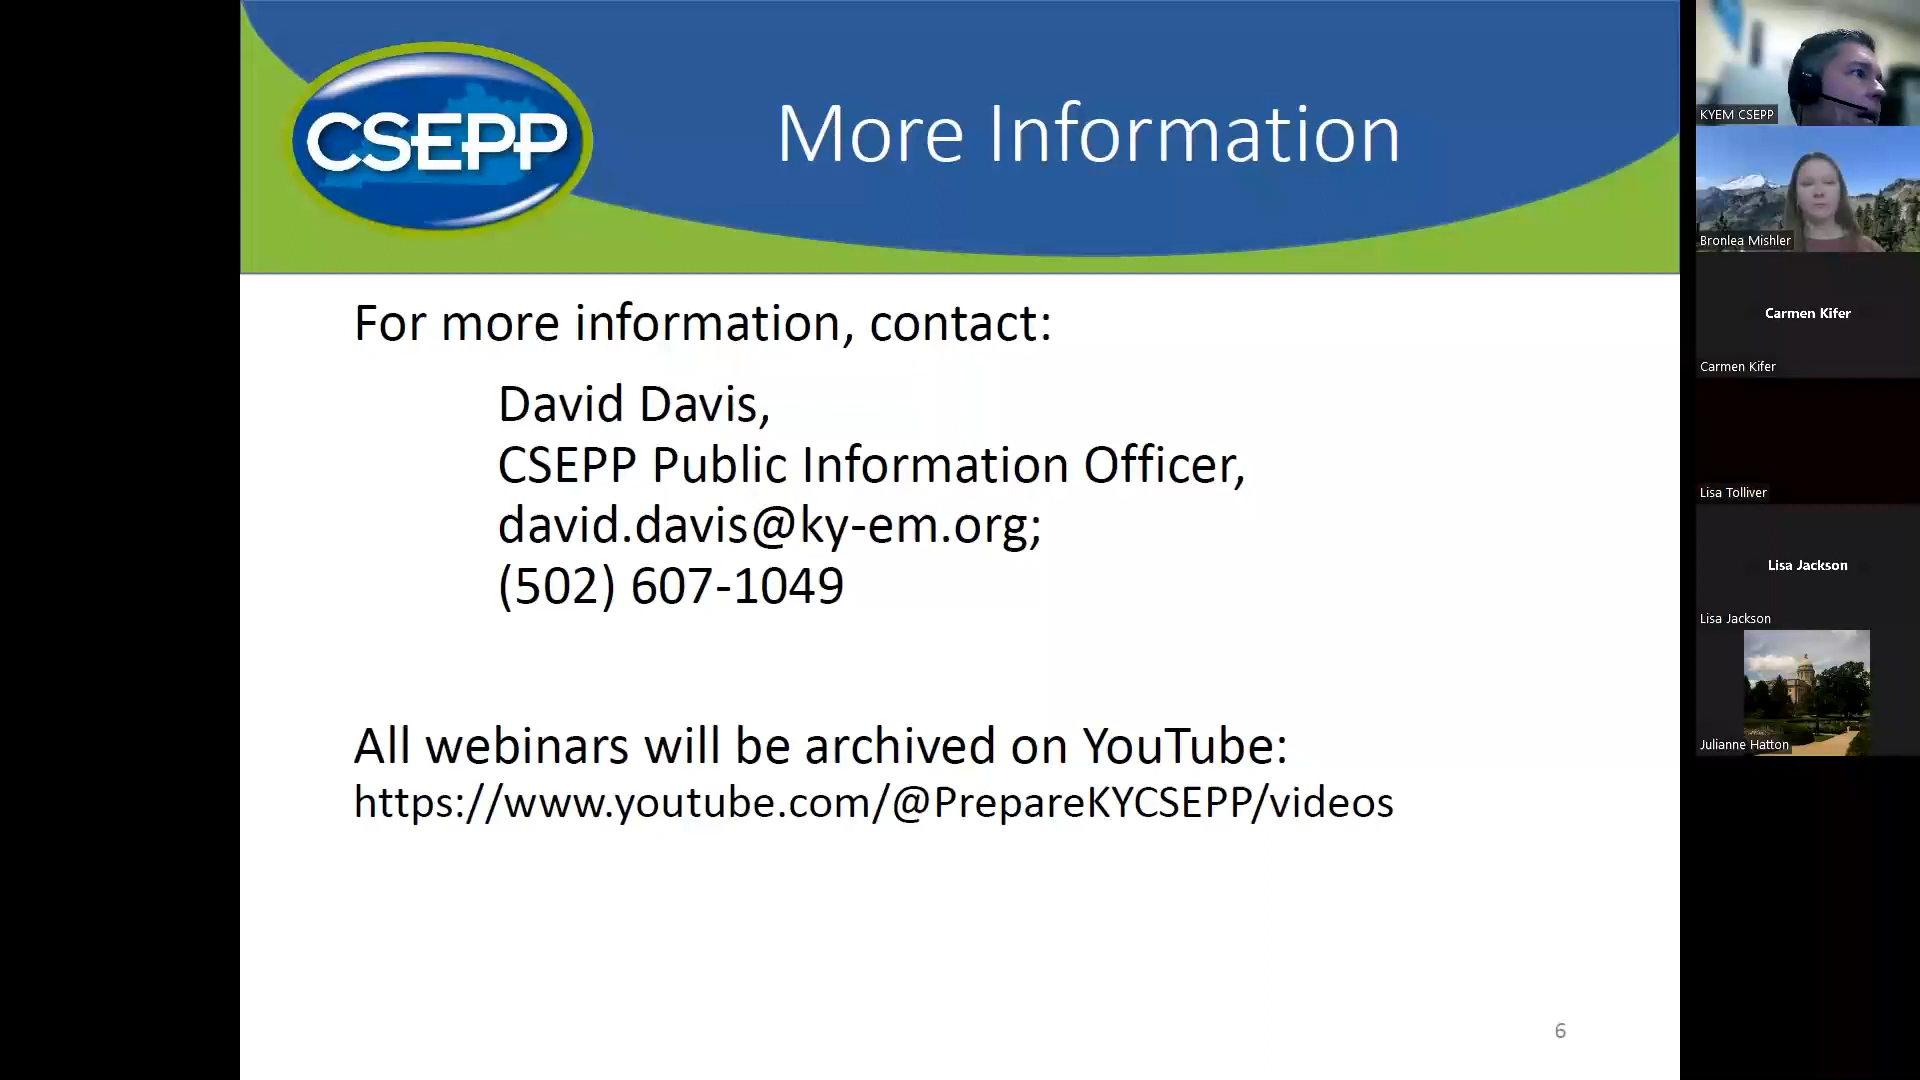 CSEPP
More Information
For more information, contact:
David Davis,
CSEPP Public Information Officer,
david.davis@ky-em.org;
(502) 607-1049
All webinars will be archived on YouTube:
https://www.youtube.com/@PrepareKYCSEPP/videos
6
KYEM CSEPP
Bronlea Mishler
Carmen Kifer
Carmen Kifer
Lisa Tolliver
Lisa Jackson
Lisa Jackson
Julianne Hatton